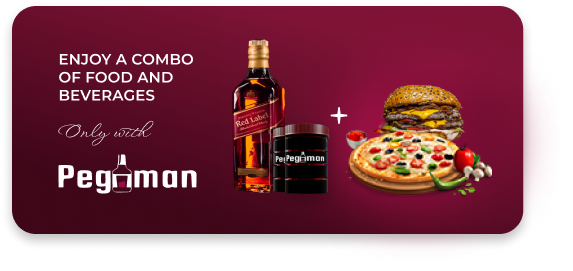 ENJOY A COMBO
OF FOOD AND
BEVERAGES
Only with
Pegman
Red Label
Pegman